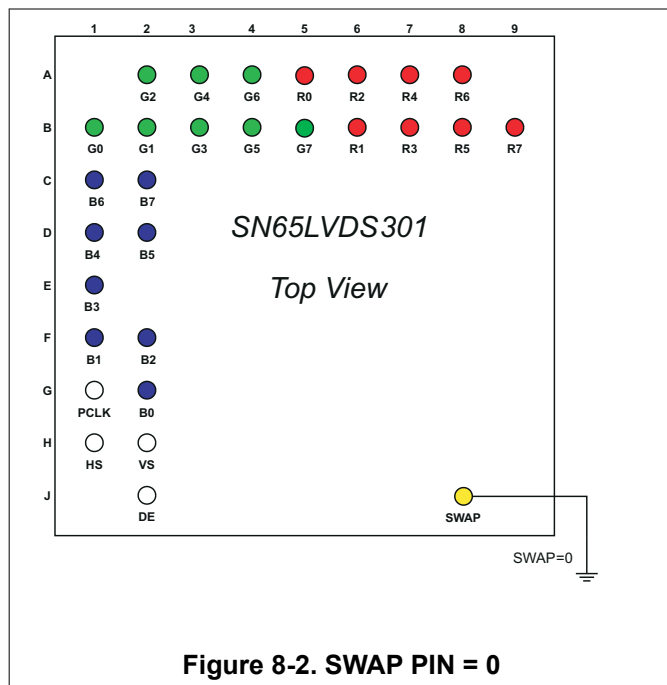 1 2 3 4 5 6 7 8 9
A
G2 G4 G6 R0 R2 R4 R6
B
G0 G1 G3 G5 G7 R1 R3 R5 R7
C
B6 B7
D
SN65LVDS301
B4 B5
E
Top View
B3
F
B1 B2
G
PCLK B0
H
HS VS
J
DE SWAP
SWAP=0
Figure 8-2. SWAP PIN = 0